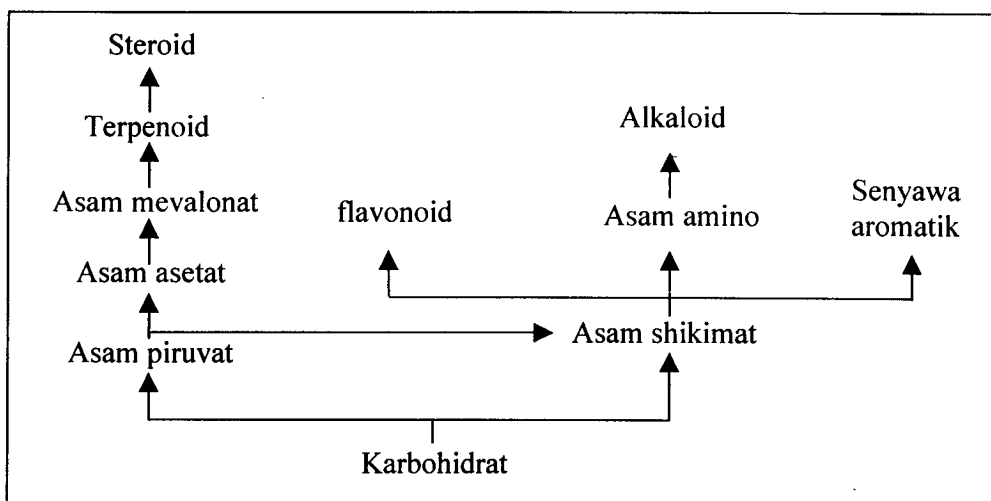 Steroid
Terpenoid
Alkaloid
Asam mevalonat
flavonoid
Asam amino
Senyawa
aromatik
Asam asetat
Asam piruvat
Asam shikimat
Karbohidrat